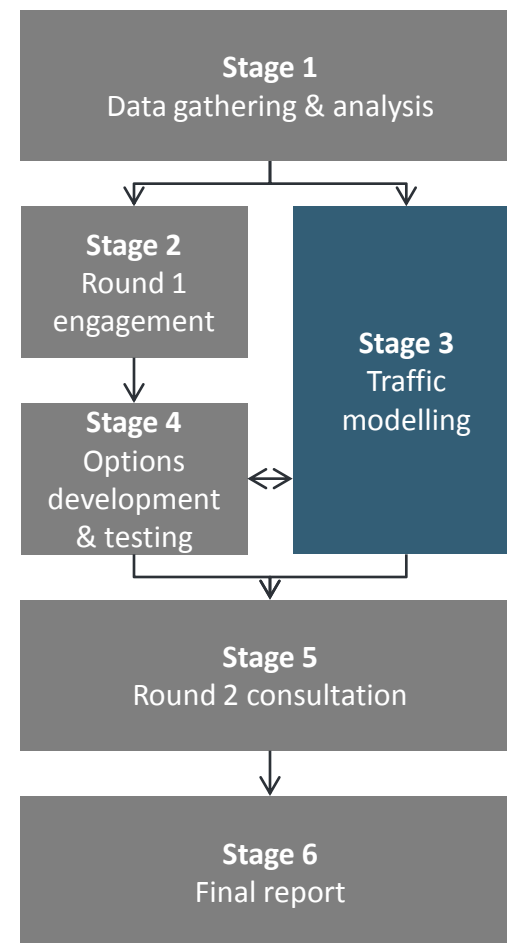 Stage 1
Data gathering & analysis
Stage 2
Round 1
engagement
Stage 3
Traffic
modelling
Stage 4
Options
development
& testing
Stage 5
Round 2 consultation
Stage 6
Final report